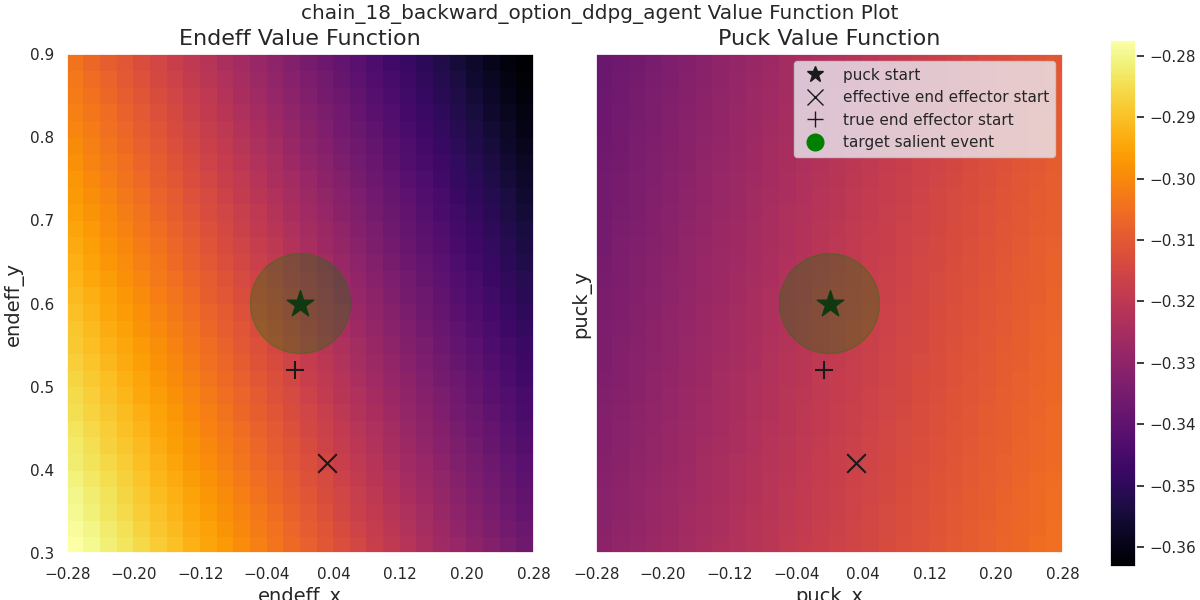 chain_18_backward_option_ddpg_agent Value Function Plot
Endeff Value Function
Puck Value Function
0.9
0.8
0.7
0.6
0.5
0.4
0.3
endeff_y
−0.28 −0.20 −0.12 −0.04 0.04 0.12 0.20 0.28
endeff_x
puck_y
puck start
effective end effector start
true end effector start
target salient event
−0.28 −0.20 −0.12 −0.04 0.04 0.12 0.20 0.28
puck_x
−0.28
−0.29
−0.30
−0.31
−0.32
−0.33
−0.34
−0.35
−0.36